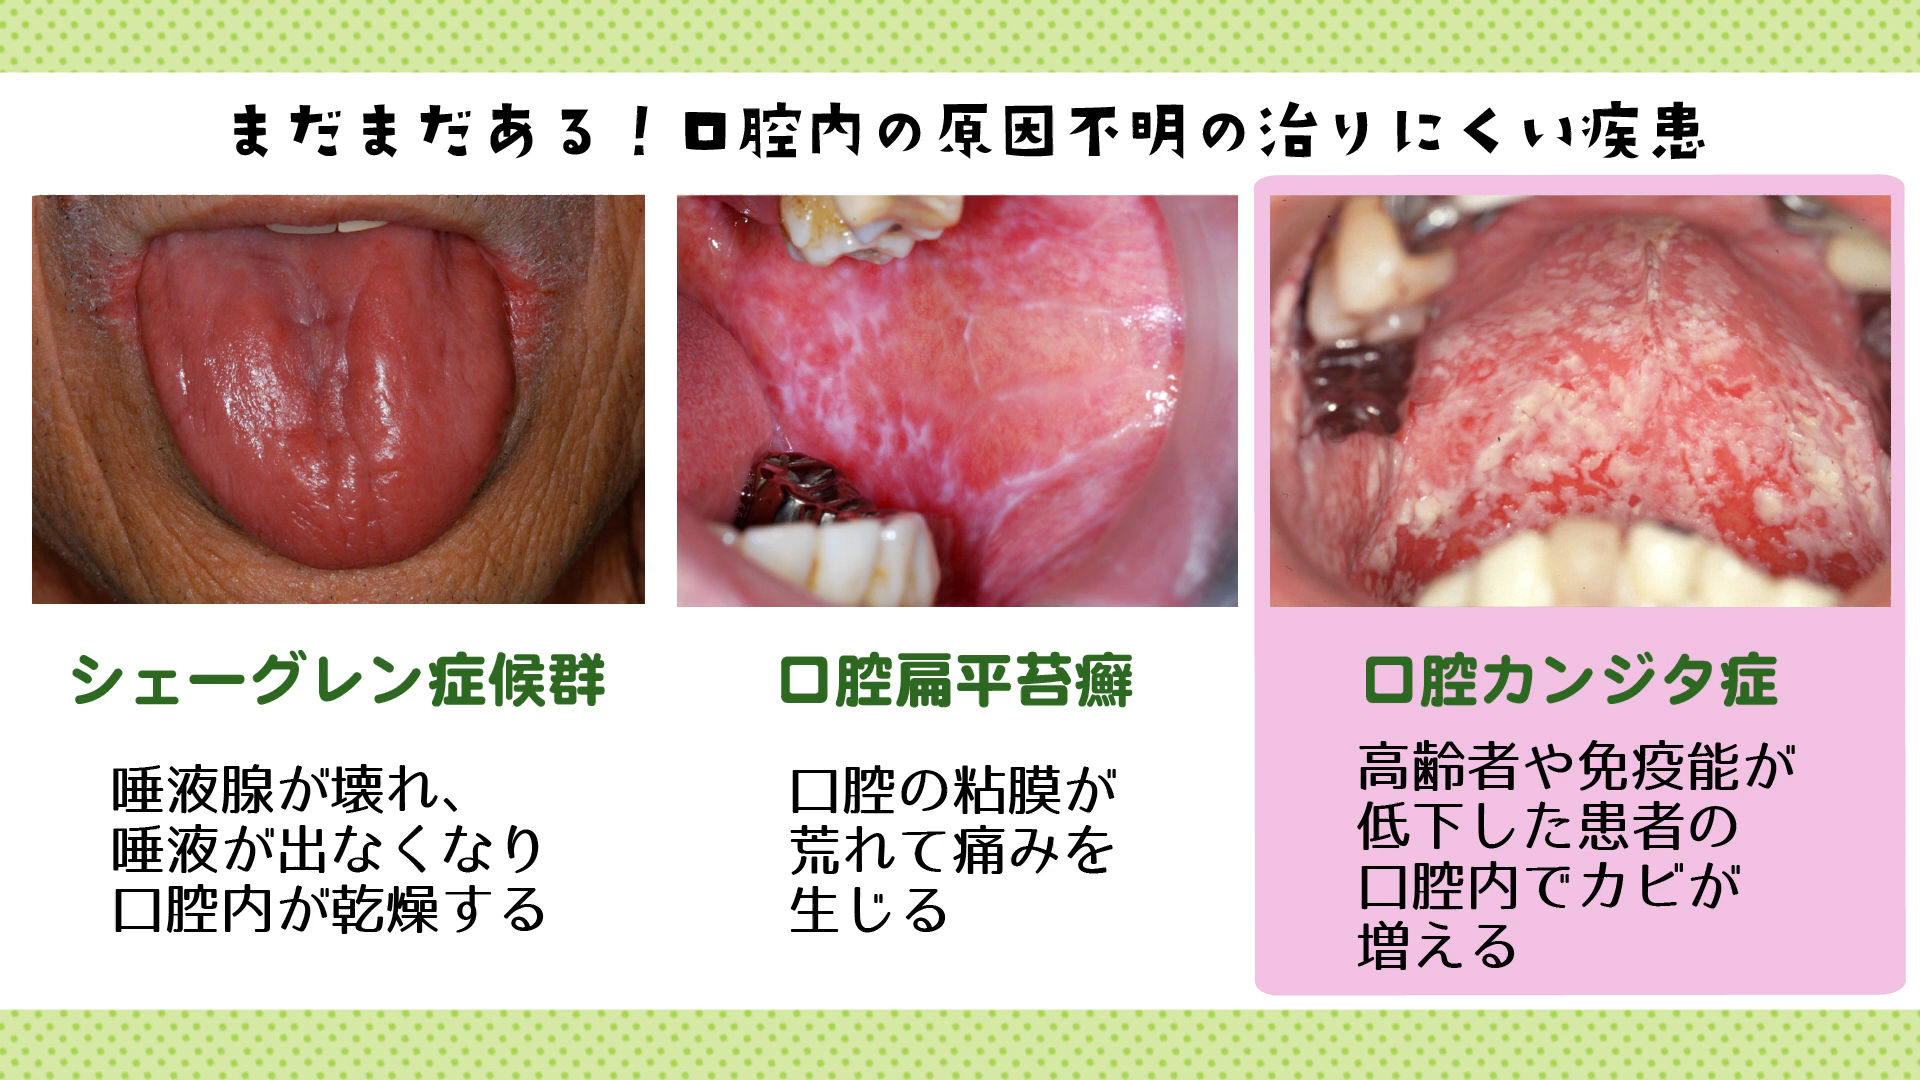 まだまだある！口腔内の原因不明の治りにくい疾患
シェーグレン症候群
唾液腺が壊れ、
唾液が出なくなり
口腔内が乾燥する
口腔扁平苔癬
口腔の粘膜が
荒れて痛みを
生じる
口腔カンジタ症
高齢者や免疫能が
低下した患者の
口腔内でカビが
増える